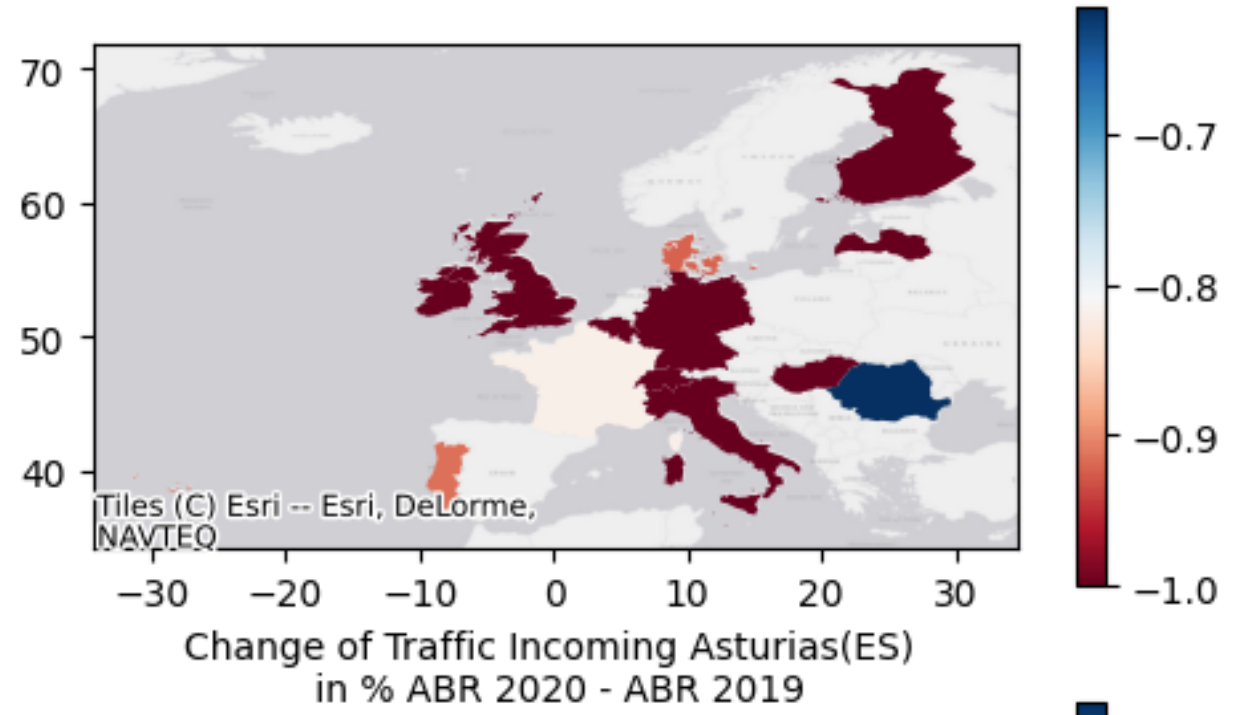 70
60
50
40
Tiles (C) Esri -- Esri, DeLorme,
NAVTEQ
−30 −20 −10 0 10 20 30
Change of Traffic Incoming Asturias(ES)
in % ABR 2020 - ABR 2019
−0.7
−0.8
−0.9
−1.0